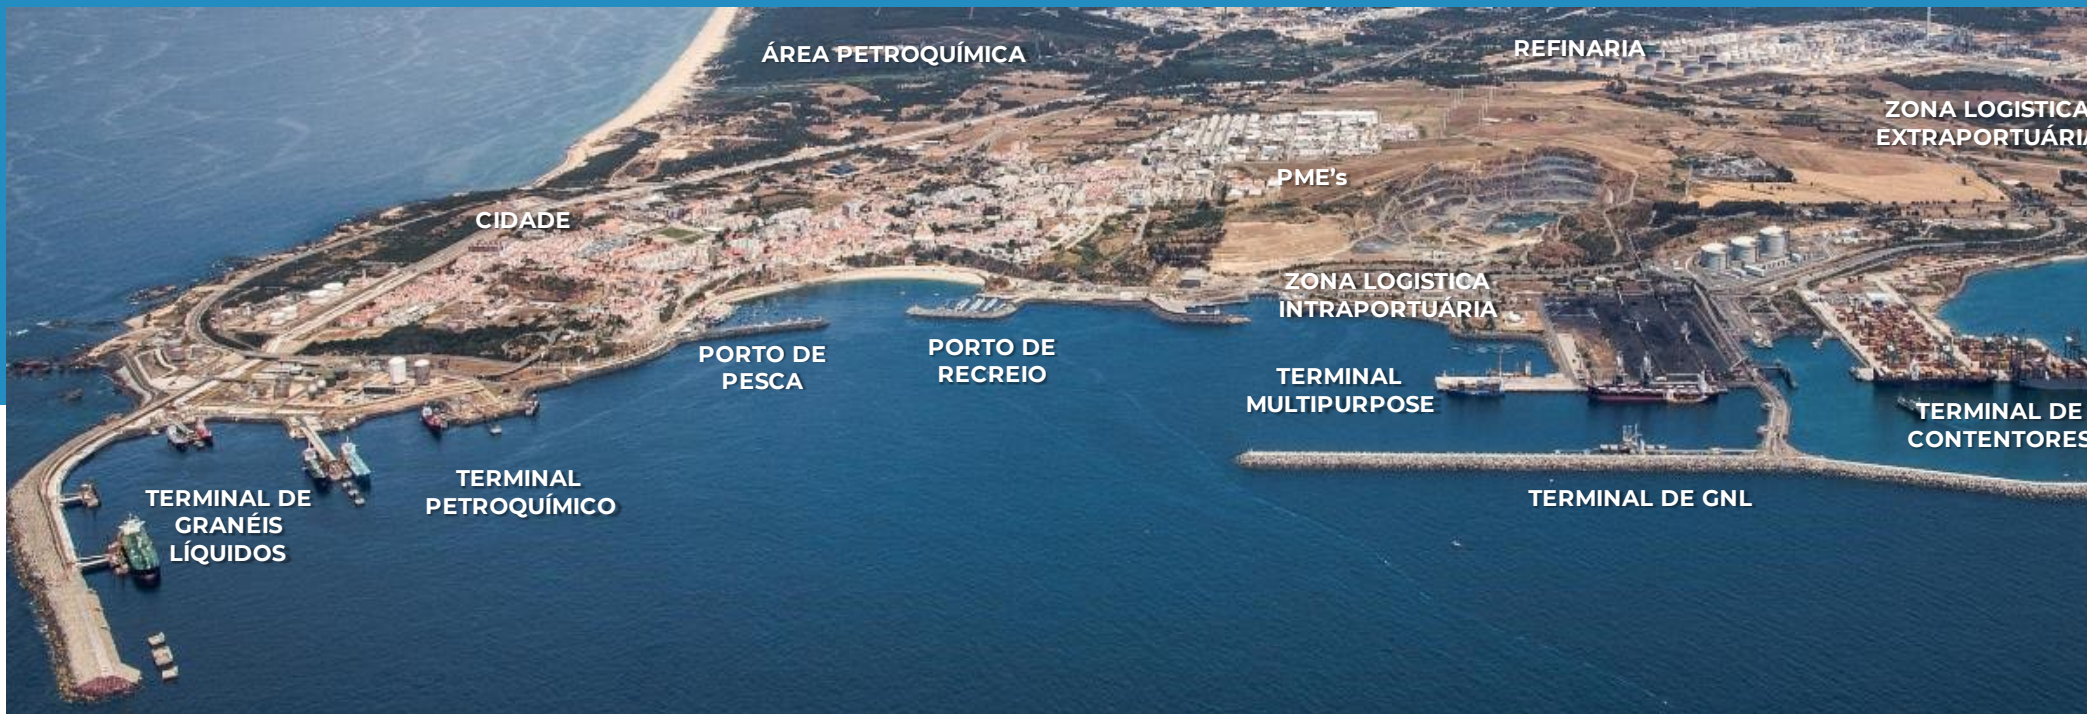 ÁREA PETROQUÍMICA
REFINARIA
ZONA LOGISTICA
EXTRAPORTUÁRIA
PME's
CIDADE
ZONA LOGISTICA
INTRAPORTUÁRIA
PORTO DE
PESCA
PORTO DE
RECREIO
TERMINAL
MULTIPURPOSE
TERMINAL DE
CONTENTORES
TERMINAL
PETROQUÍMICO
TERMINAL DE
GRANÉIS
LÍQUIDOS
TERMINAL DE GNL